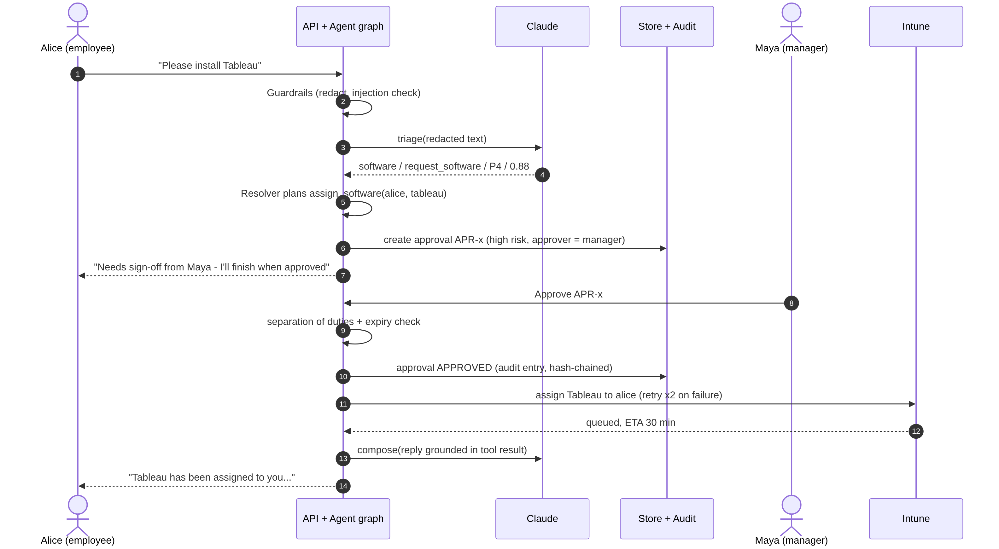 Alice (employee)
API + Agent graph
Claude
Store + Audit
Maya (manager)
Intune
"Please install Tableau"
1
Guardrails (redact, injection check)
2
triage(redacted text)
3
software / request_software / P4 / 0.88
4
Resolver plans assign_software(alice, tableau)
5
create approval APR-x (high risk, approver = manager)
6
"Needs sign-off from Maya - I'll finish when approved"
7
Approve APR-x
8
separation of duties + expiry check
9
approval APPROVED (audit entry, hash-chained)
10
assign Tableau to alice (retry x2 on failure)
11
queued, ETA 30 min
12
compose(reply grounded in tool result)
13
"Tableau has been assigned to you..."
14
API + Agent graph
Claude
Store + Audit
Intune
Alice (employee)
Maya (manager)